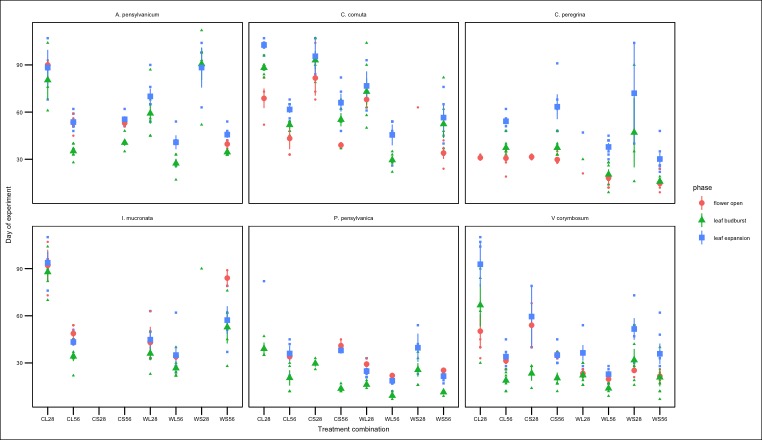 A. pensylvanicum
C. cornuta
C. peregrina
90
60
30
Day of experiment
I. mucronata
P. pensylvanica
V corymbosum
90
60
30
CL28 CL56 CS28 CS56 WL28 WL56 WS28 WS56
CL28 CL56 CS28 CS56 WL28 WL56 WS28 WS56
CL28 CL56 CS28 CS56 WL28 WL56 WS28 WS56
Treatment combination
phase
flower open
leaf budburst
leaf expansion